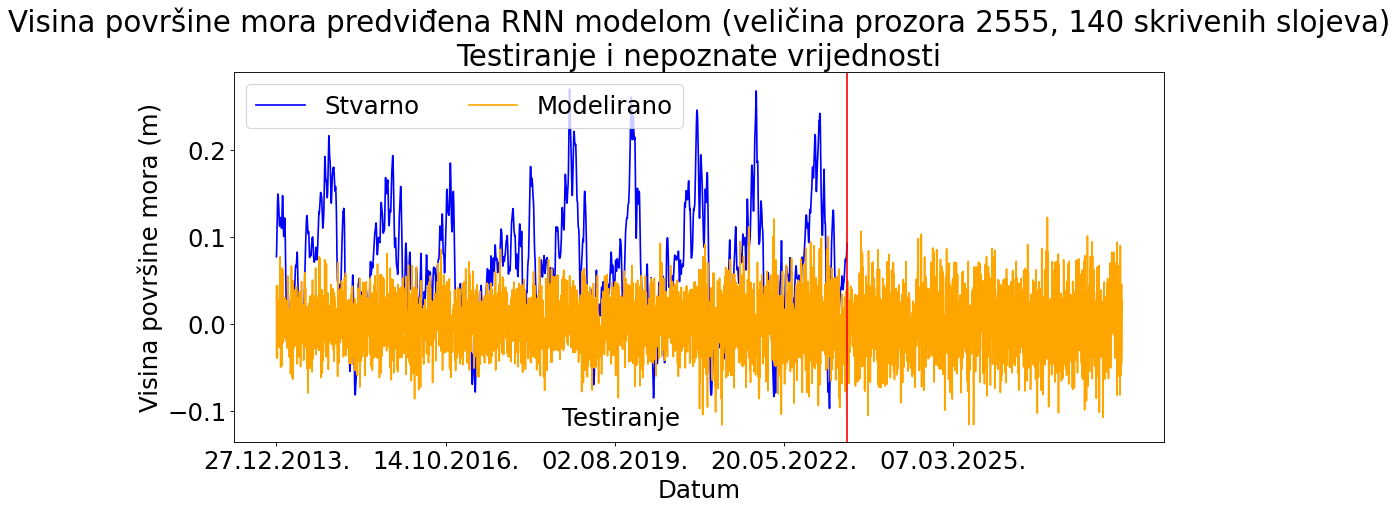 Visina površine mora predviđena RNN modelom (veličina prozora 2555, 140 skrivenih slojeva)
Testiranje i nepoznate vrijednosti
Stvarno
Modelirano
Visina površine mora (m)
0.2
0.1
0.0
−0.1
Testiranje
27.12.2013.
14.10.2016.
02.08.2019.
20.05.2022.
07.03.2025.
Datum